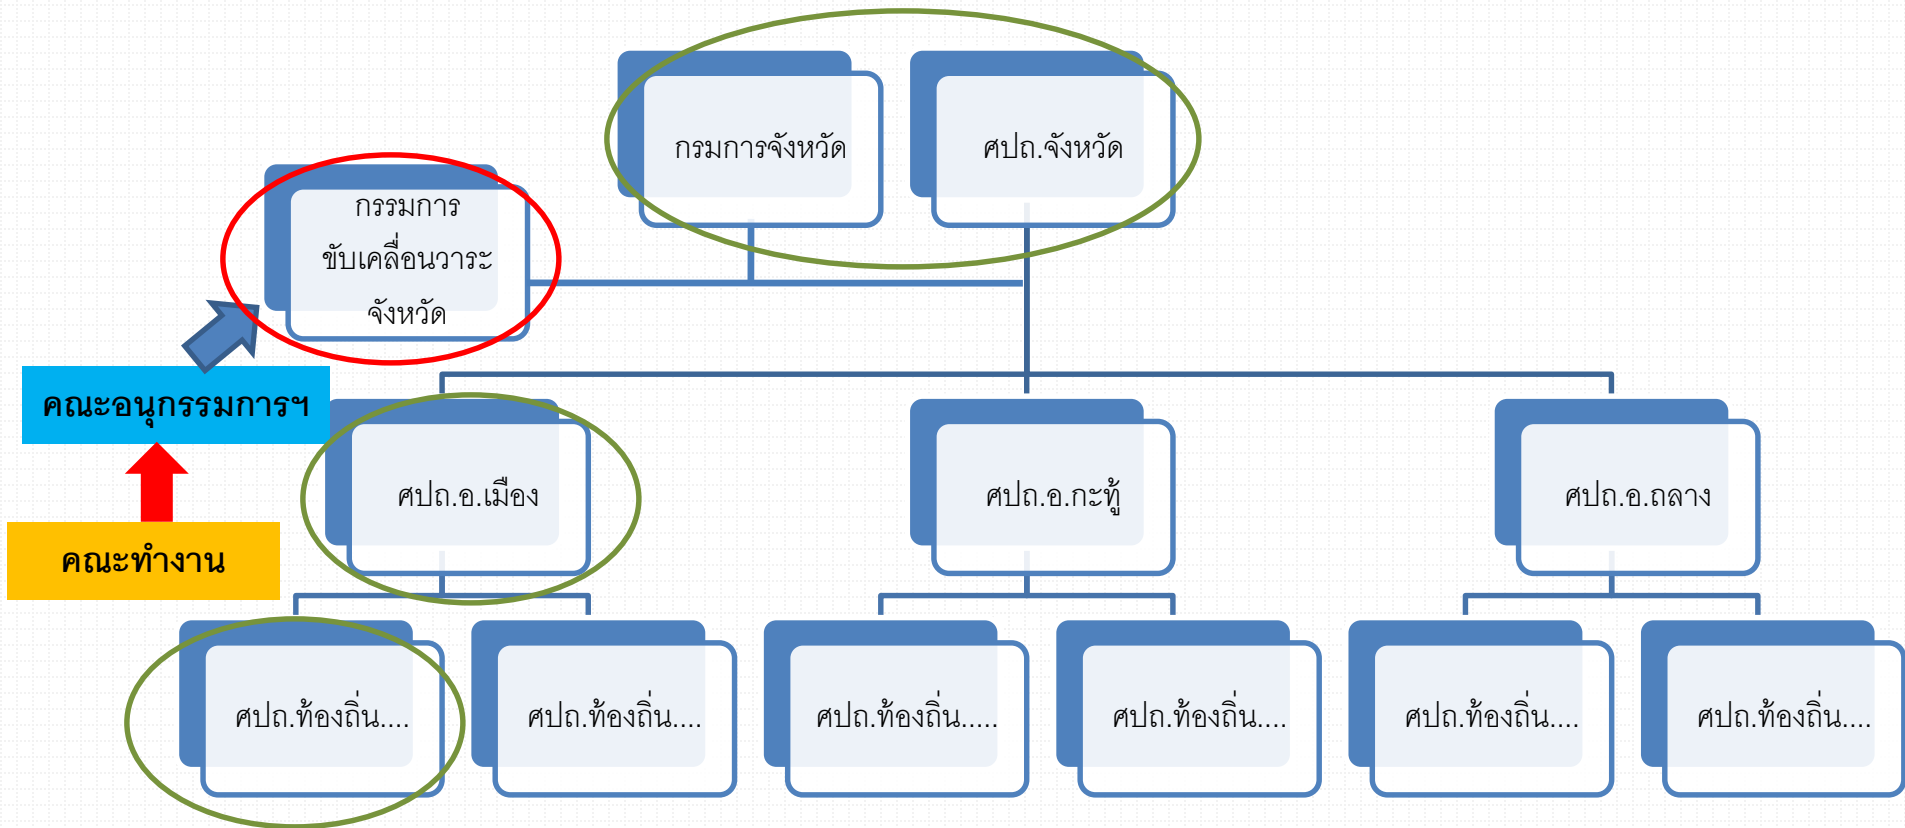 กรมการจังหวัด
ศปถ.จังหวัด
กรรมการ
ขับเคลื่อนวาระ
จังหวัด
คณะอนุกรรมการฯ
คณะทำงาน
ศปถ.อ.เมือง
ศปถ.อ.กะทู้
ศปถ.อ.ถลาง
ศปถ.ท้องถิ่น....
ศปถ.ท้องถิ่น....
ศปถ.ท้องถิ่น.....
ศปถ.ท้องถิ่น....
ศปถ.ท้องถิ่น....
ศปถ.ท้องถิ่น....